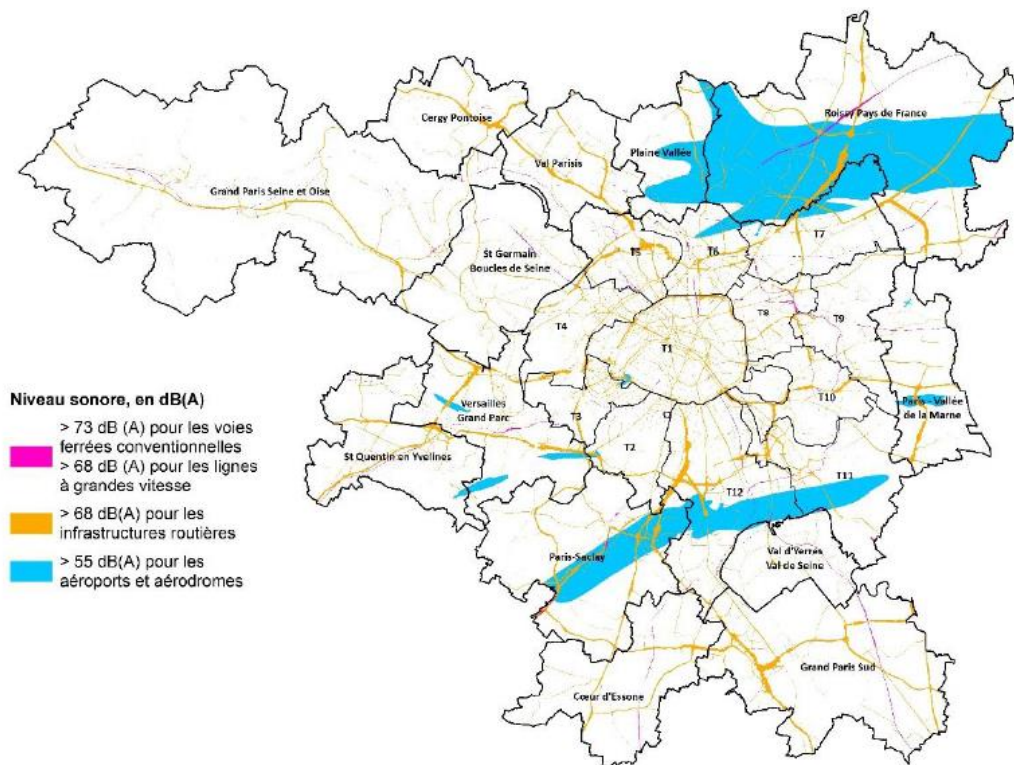 Cergy Pontoise
Roissy Pays de France
Plaine Vallée
Val Parisis
Grand Paris Seine et Oise
T7
T5
T6
St Germain
Boucles de Seine
T8
T9
T4
T1
Niveau sonore, en dB(A)
> 73 dB (A) pour les voies
ferrées conventionnelles
> 68 dB (A) pour les lignes
à grandes vitesse
> 68 dB(A) pour les
infrastructures routières
> 55 dB(A) pour les
aéroports et aérodromes
Versailles
Grand Parc
T10
Paris - Vallée
de la Marne
T3
T2
St Quentin en Yvelines
T11
T12
Paris-Saclay
Val d'Yerres
Val de Seine
Grand Paris Sud
Cœur d'Essone